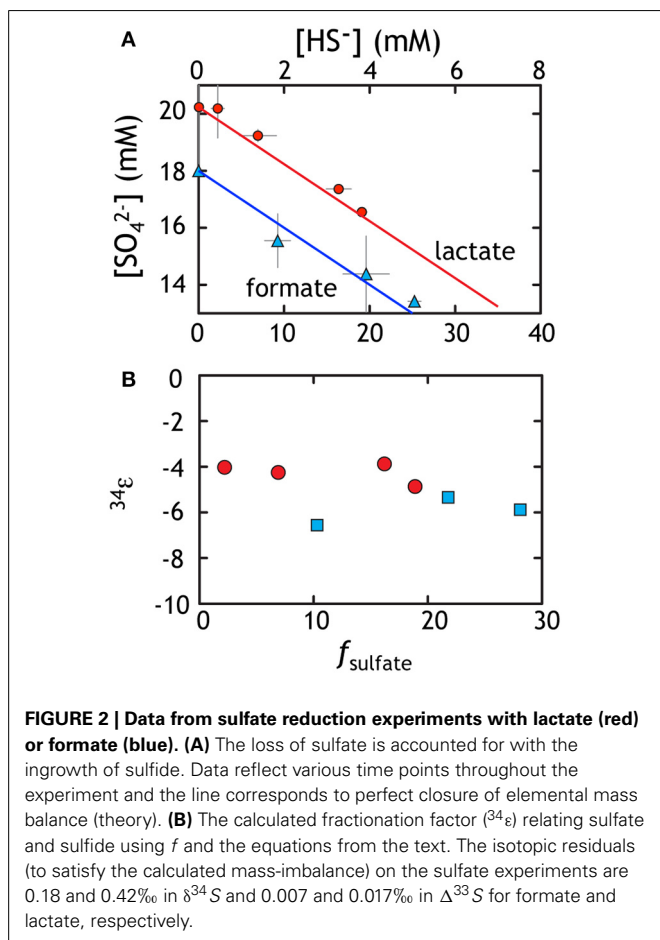 A
[HS⁻] (mM)
0 2 4 6 8
20
18
16
14
[SO₄²⁻] (mM)
lactate
formate
0 10 20 30 40
B
0
-2
-4
-6
-8
-10
³⁴ε
0 10 20 30
fsulfate
FIGURE 2 | Data from sulfate reduction experiments with lactate (red)
or formate (blue). (A) The loss of sulfate is accounted for with the
ingrowth of sulfide. Data reflect various time points throughout the
experiment and the line corresponds to perfect closure of elemental mass
balance (theory). (B) The calculated fractionation factor (³⁴ε) relating sulfate
and sulfide using f and the equations from the text. The isotopic residuals
(to satisfy the calculated mass-imbalance) on the sulfate experiments are
0.18 and 0.42‰ in δ³⁴S and 0.007 and 0.017‰ in Δ³³S for formate and
lactate, respectively.